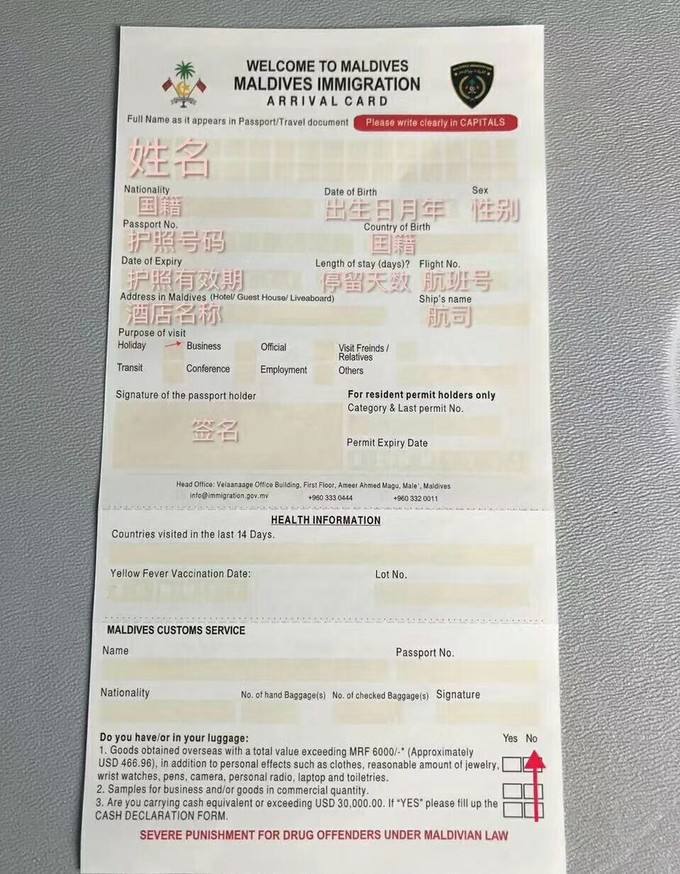 WELCOME TO MALDIVES
MALDIVES IMMIGRATION
ARRIVAL CARD
Full Name as it appears in Passport/Travel document Please write clearly in CAPITALS
姓名
Nationality Date of Birth Sex
国籍 出生日月年 性别
Passport No. Country of Birth
护照号码 国籍
Date of Expiry Length of stay (days)? Flight No.
护照有效期 停留天数 航班号
Address in Maldives (Hotel/ Guest House/ Liveaboard) Ship's name
酒店名称 航司
Purpose of visit
Holiday Business Official Visit Freinds / Relatives
Transit Conference Employment Others
Signature of the passport holder For resident permit holders only
Category & Last permit No.
签名
Permit Expiry Date
Head Office: Velaanaage Office Building, First Floor, Ameer Ahmed Magu, Male', Maldives
info@immigration.gov.mv +960 333 0444 +960 332 0011
HEALTH INFORMATION
Countries visited in the last 14 Days.
Yellow Fever Vaccination Date: Lot No.
MALDIVES CUSTOMS SERVICE
Name Passport No.
Nationality No. of hand Baggage(s) No. of checked Baggage(s) Signature
Do you have/or in your luggage: Yes No
1. Goods obtained overseas with a total value exceeding MRF 6000/-* (Approximately
USD 466.96), in addition to personal effects such as clothes, reasonable amount of jewelry,
wrist watches, pens, camera, personal radio, laptop and toiletries.
2. Samples for business and/or goods in commercial quantity.
3. Are you carrying cash equivalent or exceeding USD 30,000.00. If "YES" please fill up the
CASH DECLARATION FORM.
SEVERE PUNISHMENT FOR DRUG OFFENDERS UNDER MALDIVIAN LAW